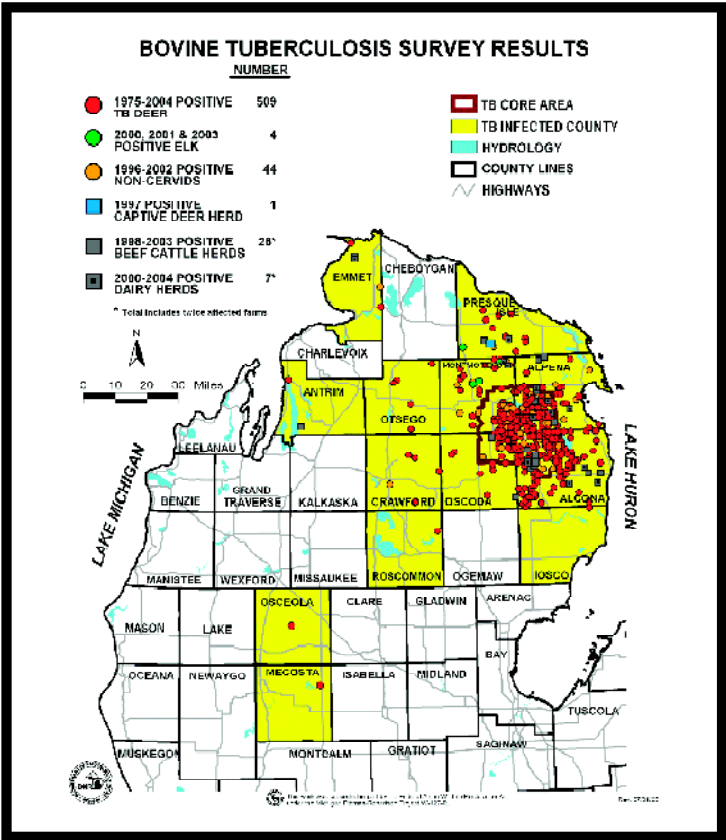 BOVINE TUBERCULOSIS SURVEY RESULTS
NUMBER
1975-2004 POSITIVE 509
TB DEER
2000, 2001 & 2003 4
POSITIVE ELK
1996-2002 POSITIVE 44
NON-CERVIDS
1997 POSITIVE 1
CAPTIVE DEER HERD
1998-2003 POSITIVE 26*
BEEF CATTLE HERDS
2000-2004 POSITIVE 7*
DAIRY HERDS
* Total includes twice affected farms
TB CORE AREA
TB INFECTED COUNTY
HYDROLOGY
COUNTY LINES
HIGHWAYS
N
0 10 20 30 Miles
EMMET
CHEBOYGAN
PRESQUE
ISLE
CHARLEVOIX
ALPENA
ANTRIM
OTSEGO
LEELANAU
LAKE MICHIGAN
LAKE HURON
BENZIE
GRAND
TRAVERSE
KALKASKA
CRAWFORD
OSCODA
ALCONA
MANISTEE
WEXFORD
MISSAUKEE
ROSCOMMON
OGEMAW
IOSCO
MASON
LAKE
OSCEOLA
CLARE
GLADWIN
ARENAC
OCEANA
NEWAYGO
MECOSTA
ISABELLA
MIDLAND
BAY
TUSCOLA
MUSKEGON
MONTCALM
GRATIOT
SAGINAW